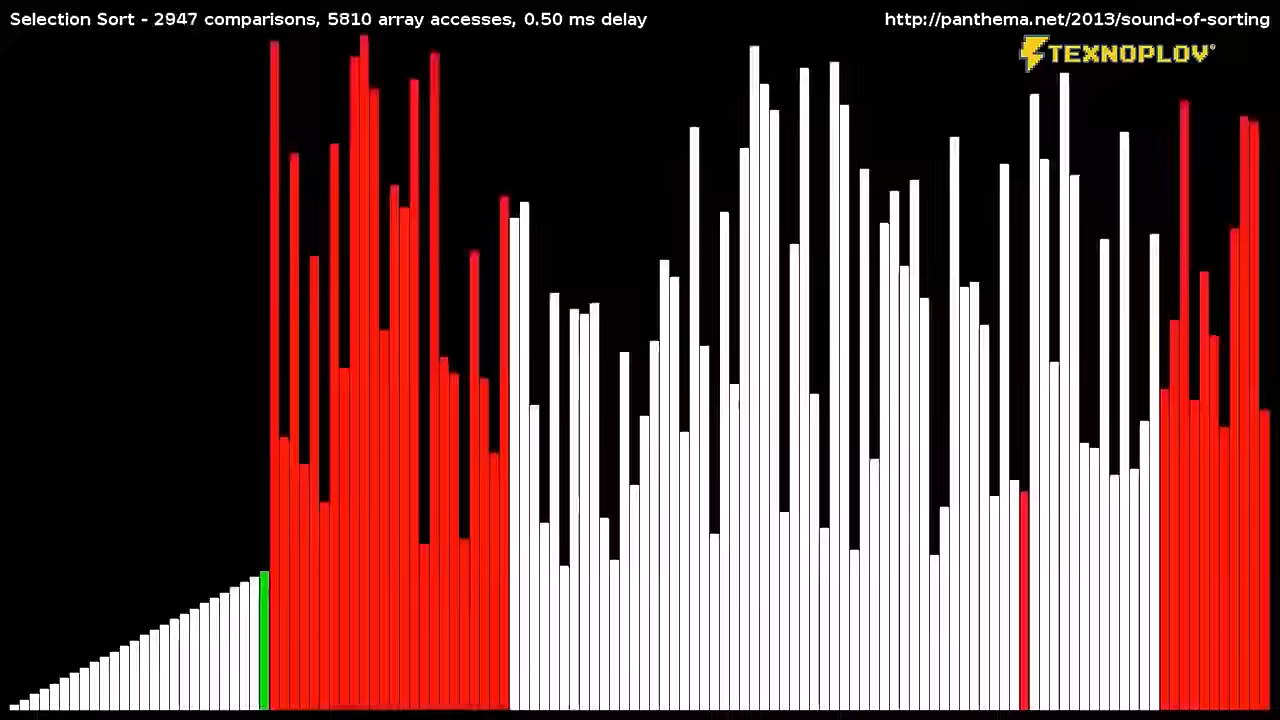 Selection Sort - 2947 comparisons, 5810 array accesses, 0.50 ms delay
http://panthema.net/2013/sound-of-sorting
TEXNOPLOV